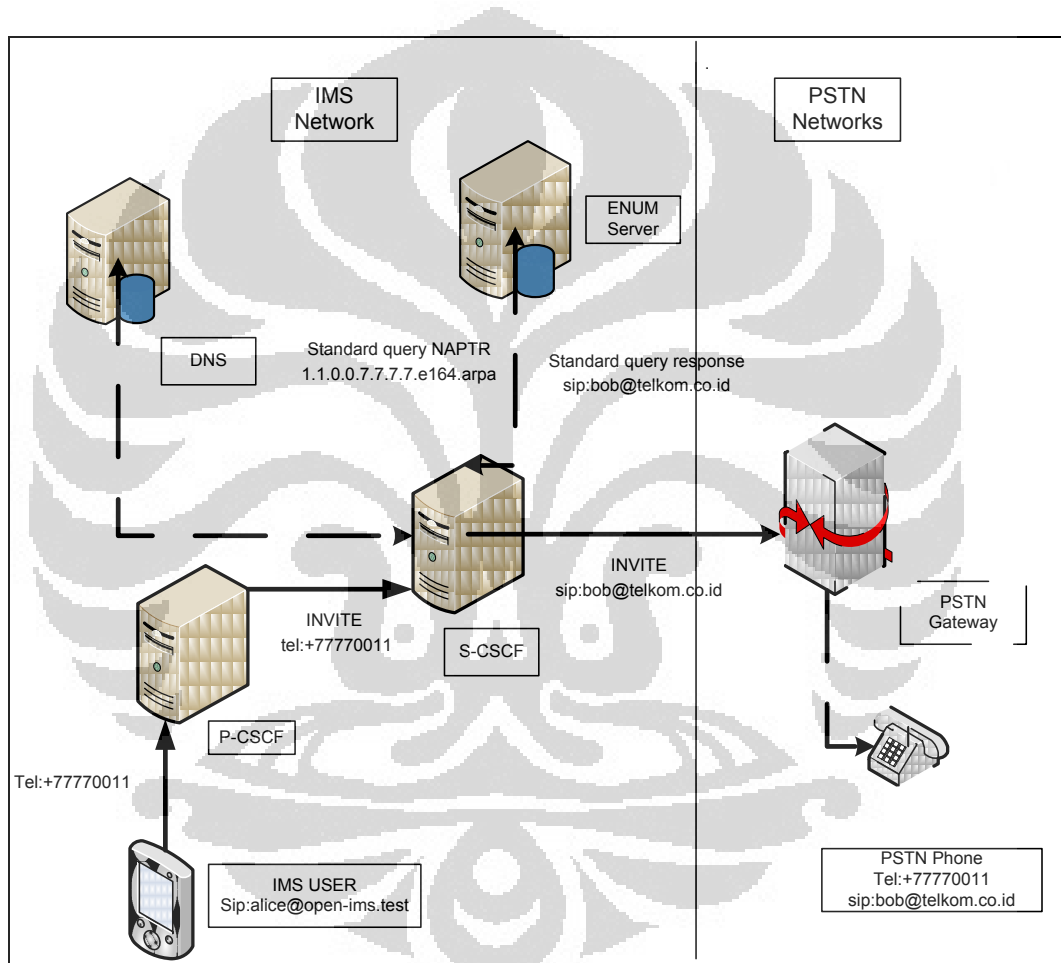 IMS
Network
PSTN
Networks
ENUM
Server
DNS
Standard query NAPTR
1.1.0.0.7.7.7.7.e164.arpa
Standard query response
sip:bob@telkom.co.id
INVITE
sip:bob@telkom.co.id
PSTN
Gateway
INVITE
tel:+77770011
S-CSCF
P-CSCF
Tel:+77770011
IMS USER
Sip:alice@open-ims.test
PSTN Phone
Tel:+77770011
sip:bob@telkom.co.id